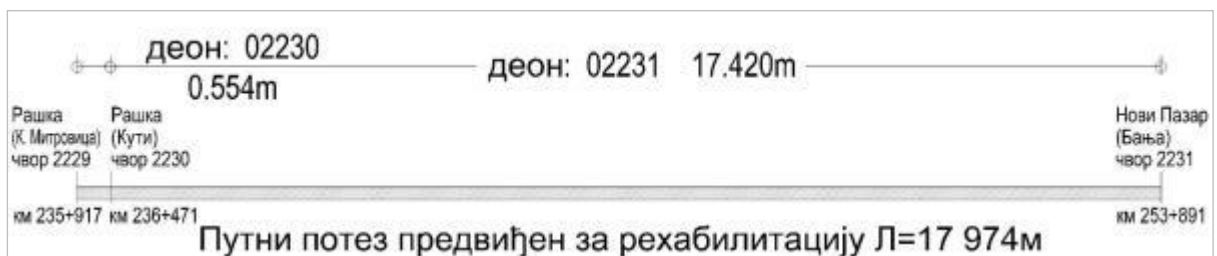 деон: 02230
0.554m
деон: 02231 17.420m
Рашка
(К. Митровица)
чвор 2229
Рашка
(Кути)
чвор 2230
Нови Пазар
(Бања)
чвор 2231
км 235+917 км 236+471
км 253+891
Путни потез предвиђен за рехабилитацију Л=17 974м